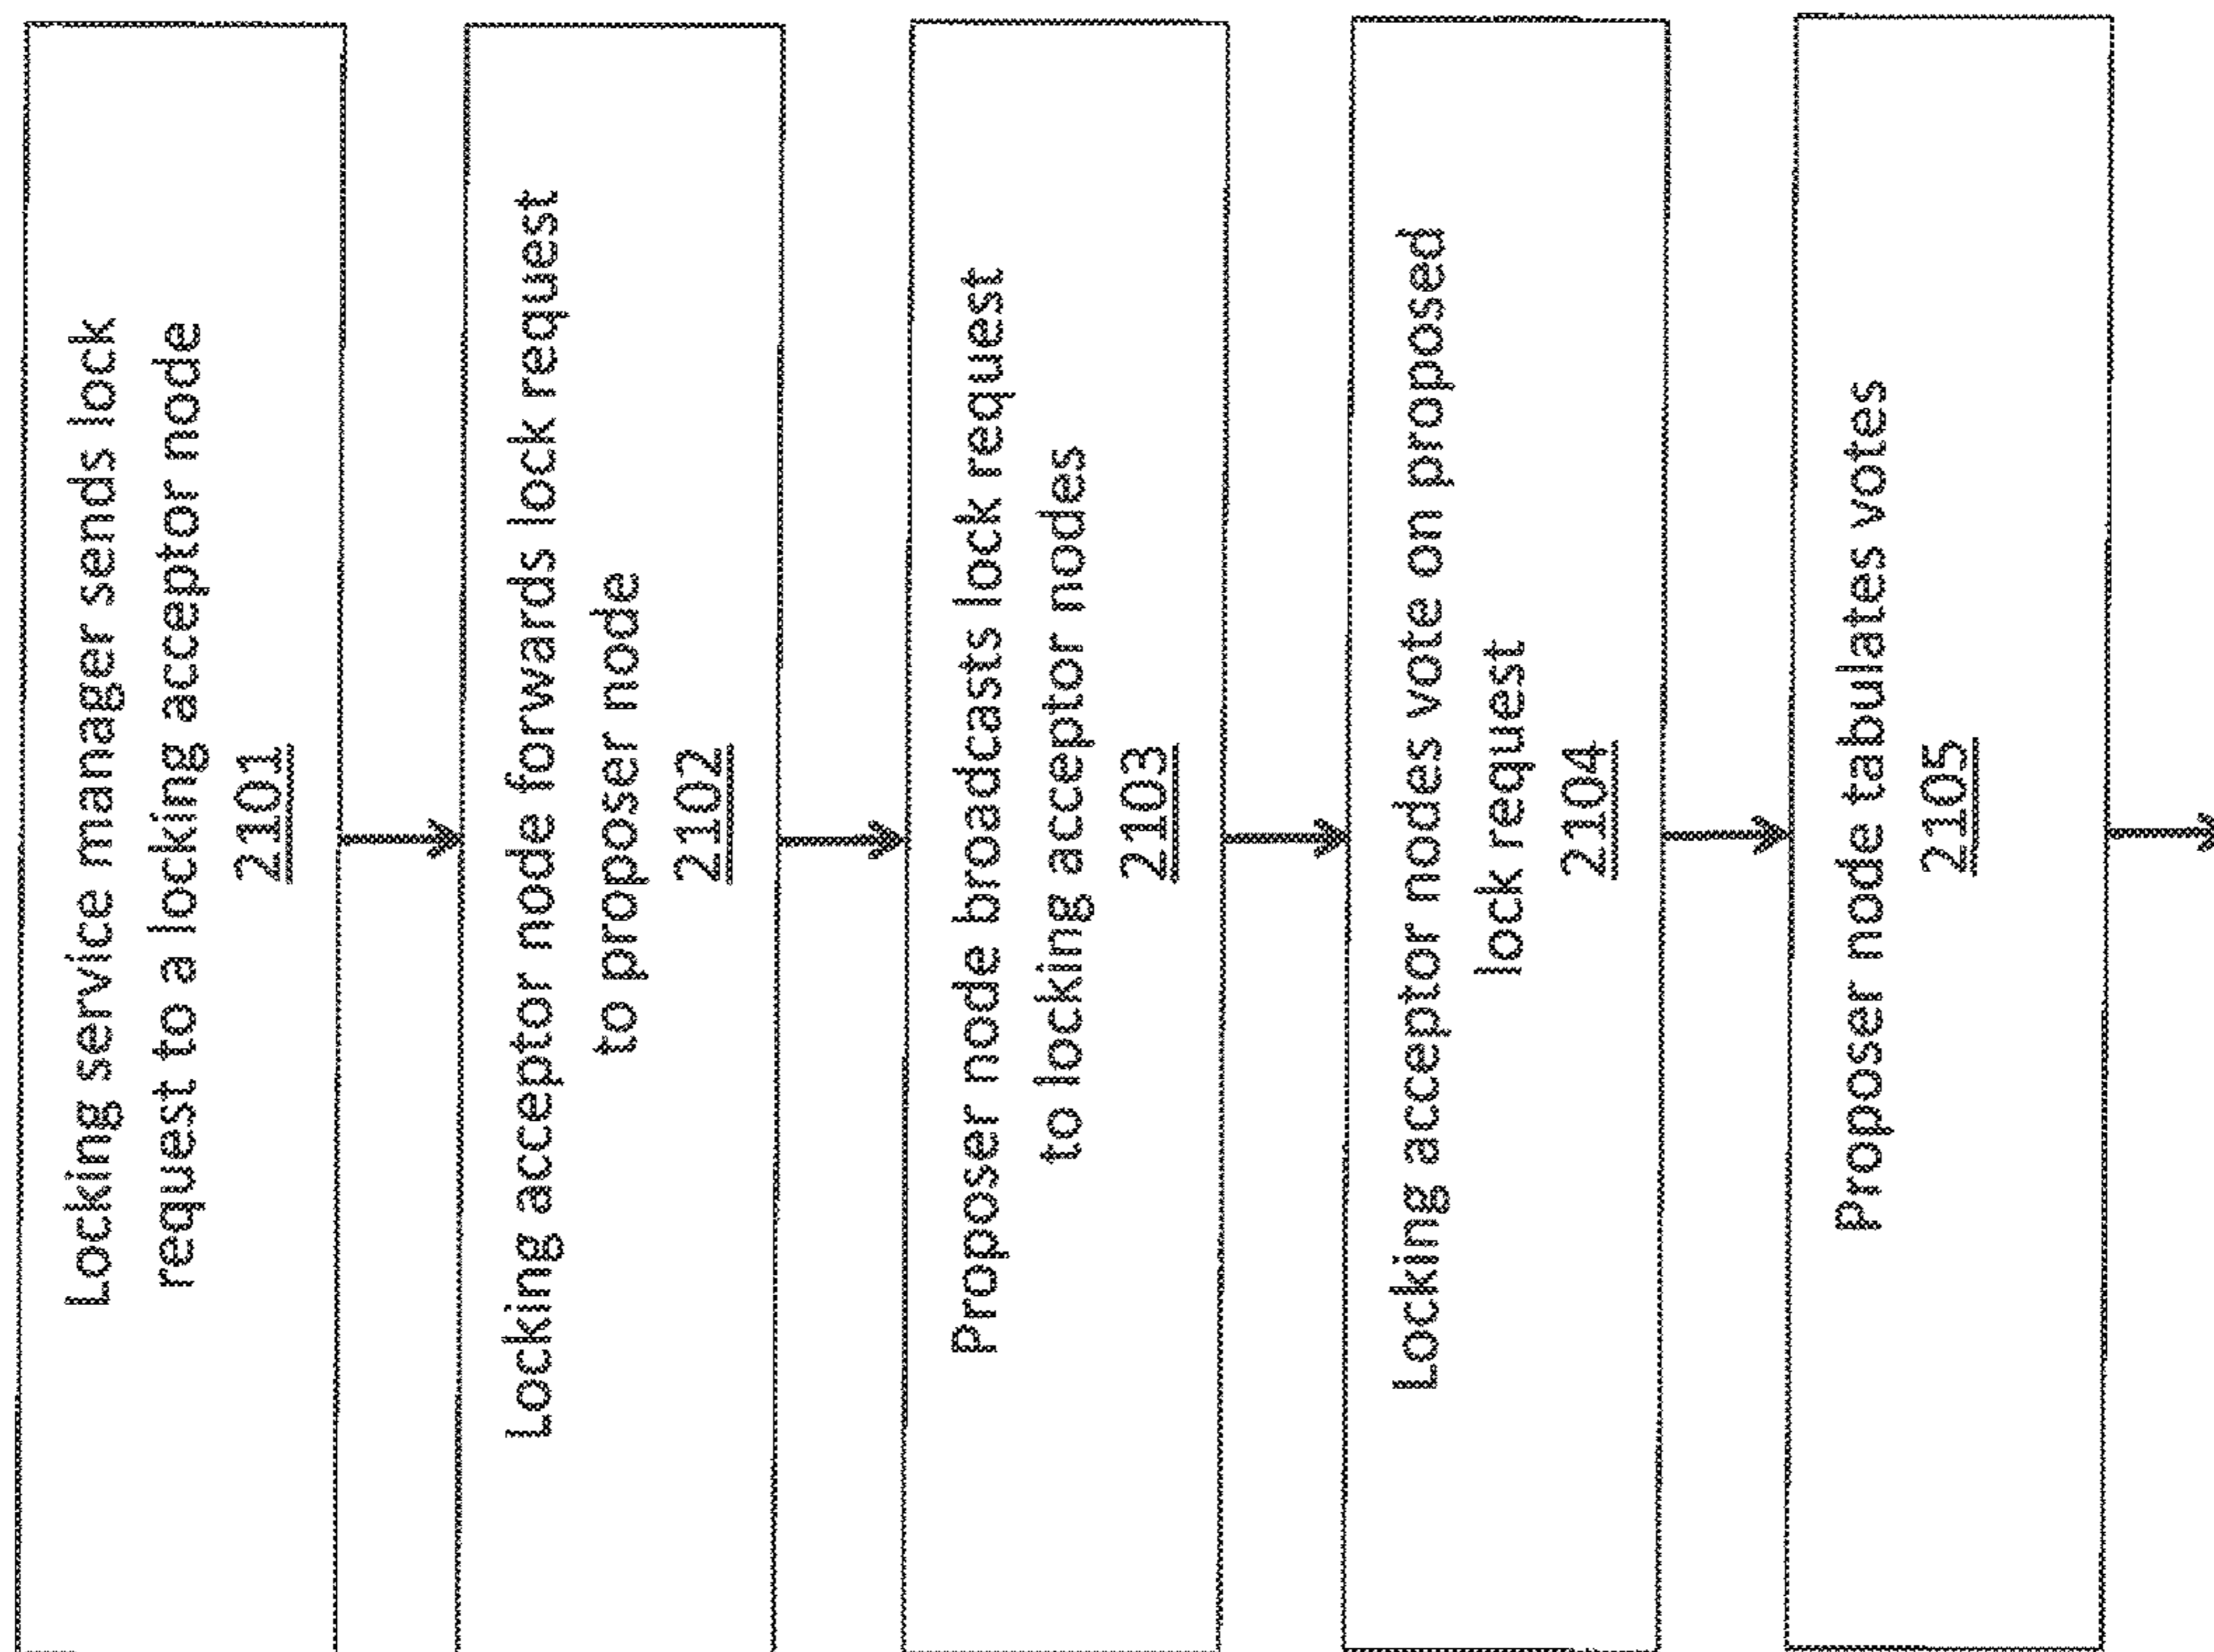 Locking service manager sends lock
request to a locking acceptor node
2101
Locking acceptor node forwards lock request
to proposer node
2102
Proposer node broadcasts lock request
to locking acceptor nodes
2103
Locking acceptor nodes vote on proposed
lock request
2104
Proposer node tabulates votes
2105